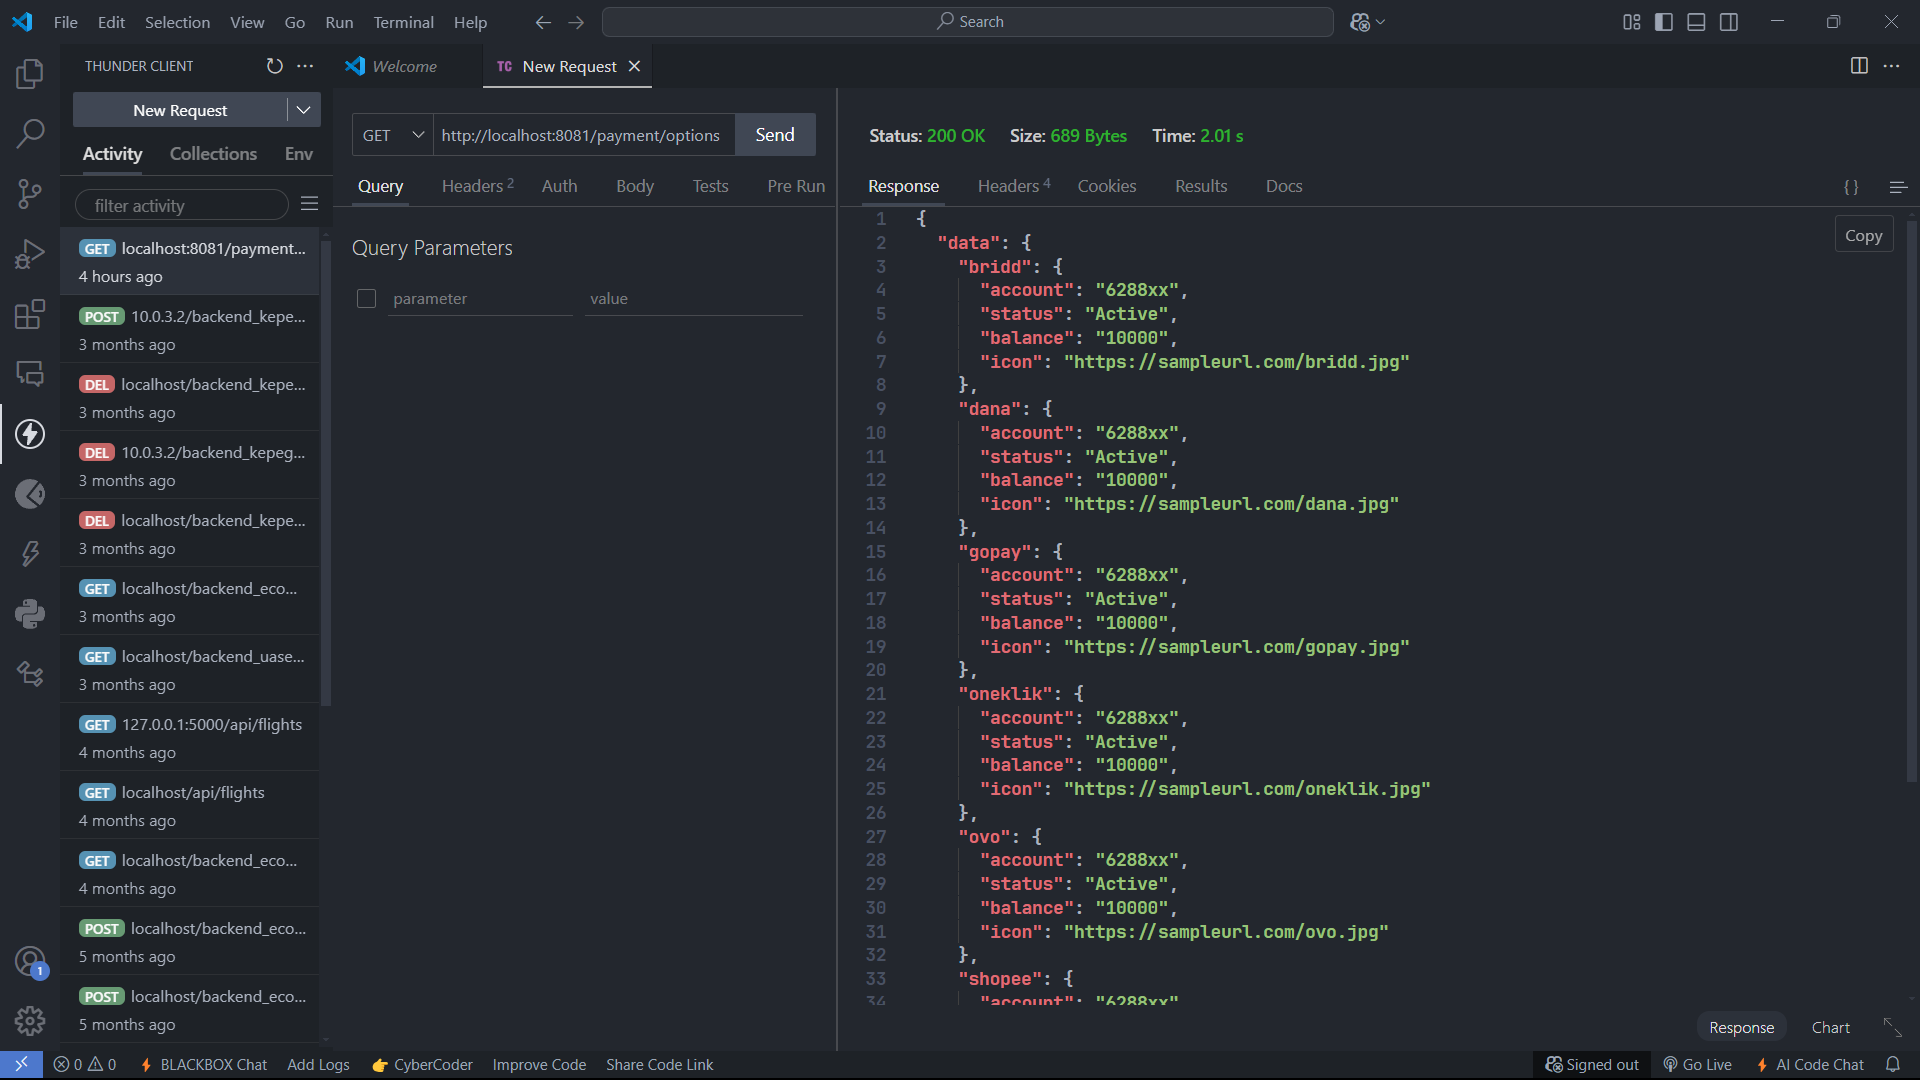 File Edit Selection View Go Run Terminal Help
Search
THUNDER CLIENT
Welcome
TC New Request
New Request
Activity Collections Env
filter activity
GET localhost:8081/payment...
4 hours ago
POST 10.0.3.2/backend_kepe...
3 months ago
DEL localhost/backend_kepe...
3 months ago
DEL 10.0.3.2/backend_kepeg...
3 months ago
DEL localhost/backend_kepe...
3 months ago
GET localhost/backend_eco...
3 months ago
GET localhost/backend_uase...
3 months ago
GET 127.0.0.1:5000/api/flights
4 months ago
GET localhost/api/flights
4 months ago
GET localhost/backend_eco...
4 months ago
POST localhost/backend_eco...
5 months ago
POST localhost/backend_eco...
5 months ago
1
GET http://localhost:8081/payment/options Send
Query Headers 2 Auth Body Tests Pre Run
Query Parameters
parameter value
Status: 200 OK Size: 689 Bytes Time: 2.01 s
Response Headers 4 Cookies Results Docs
{ }
Copy
1 {
2 "data": {
3 "bridd": {
4 "account": "6288xx",
5 "status": "Active",
6 "balance": "10000",
7 "icon": "https://sampleurl.com/bridd.jpg"
8 },
9 "dana": {
10 "account": "6288xx",
11 "status": "Active",
12 "balance": "10000",
13 "icon": "https://sampleurl.com/dana.jpg"
14 },
15 "gopay": {
16 "account": "6288xx",
17 "status": "Active",
18 "balance": "10000",
19 "icon": "https://sampleurl.com/gopay.jpg"
20 },
21 "oneklik": {
22 "account": "6288xx",
23 "status": "Active",
24 "balance": "10000",
25 "icon": "https://sampleurl.com/oneklik.jpg"
26 },
27 "ovo": {
28 "account": "6288xx",
29 "status": "Active",
30 "balance": "10000",
31 "icon": "https://sampleurl.com/ovo.jpg"
32 },
33 "shopee": {
34 "account": "6288xx"
Response Chart
0 0 BLACKBOX Chat Add Logs CyberCoder Improve Code Share Code Link Signed out Go Live AI Code Chat